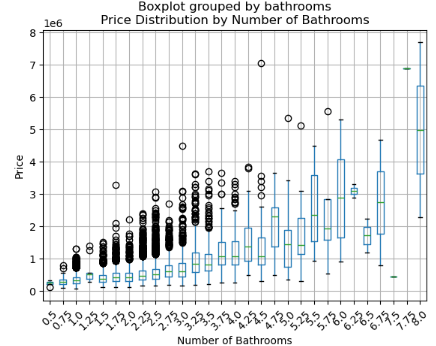 Boxplot grouped by bathrooms
Price Distribution by Number of Bathrooms
1e6
8
7
6
5
4
3
2
1
0
Price
0.5 0.75 1.0 1.25 1.5 1.75 2.0 2.25 2.5 2.75 3.0 3.25 3.5 3.75 4.0 4.25 4.5 4.75 5.0 5.25 5.5 5.75 6.0 6.25 6.5 6.75 7.5 7.75 8.0
Number of Bathrooms